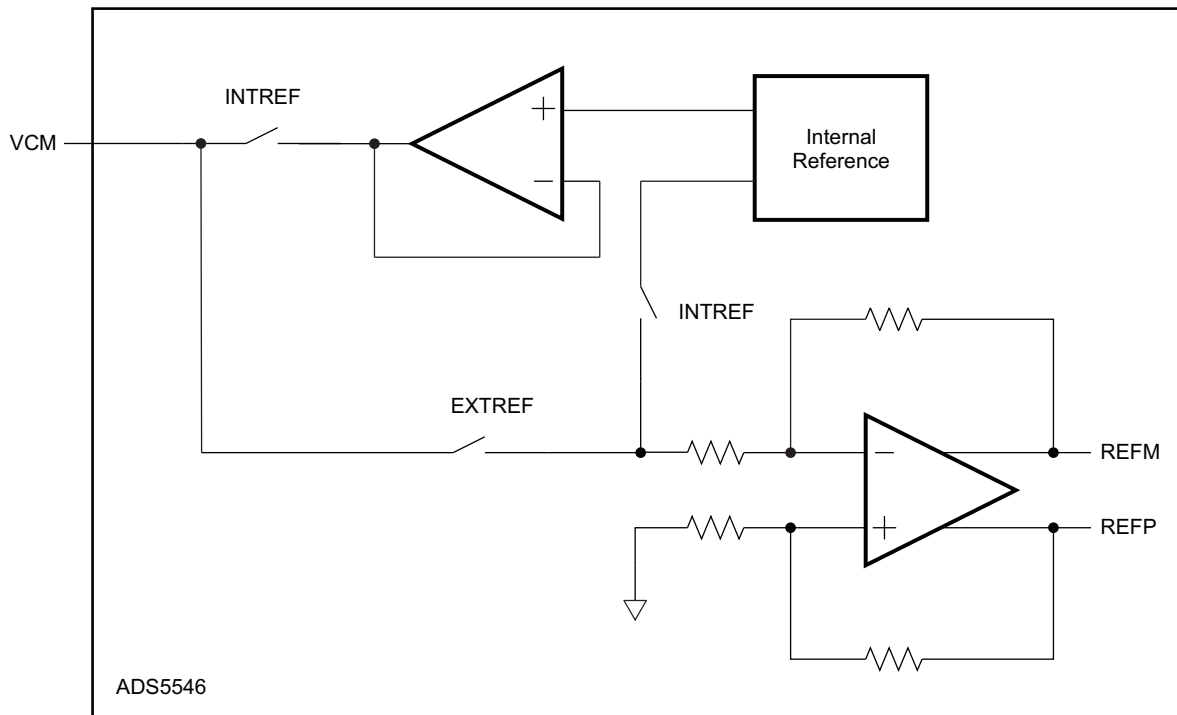 INTREF
VCM
+
−
Internal
Reference
INTREF
EXTREF
−
REFM
+
REFP
ADS5546